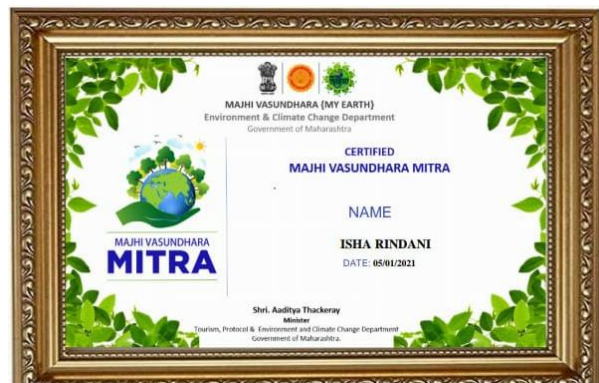 MAJHI VASUNDHARA (MY EARTH)
Environment & Climate Change Department
Government of Maharashtra
CERTIFIED
MAJHI VASUNDHARA MITRA
NAME
ISHA RINDANI
DATE: 05/01/2021
MAJHI VASUNDHARA
MITRA
Shri. Aaditya Thackeray
Minister
Tourism, Protocol & Environment and Climate Change Department
Government of Maharashtra.